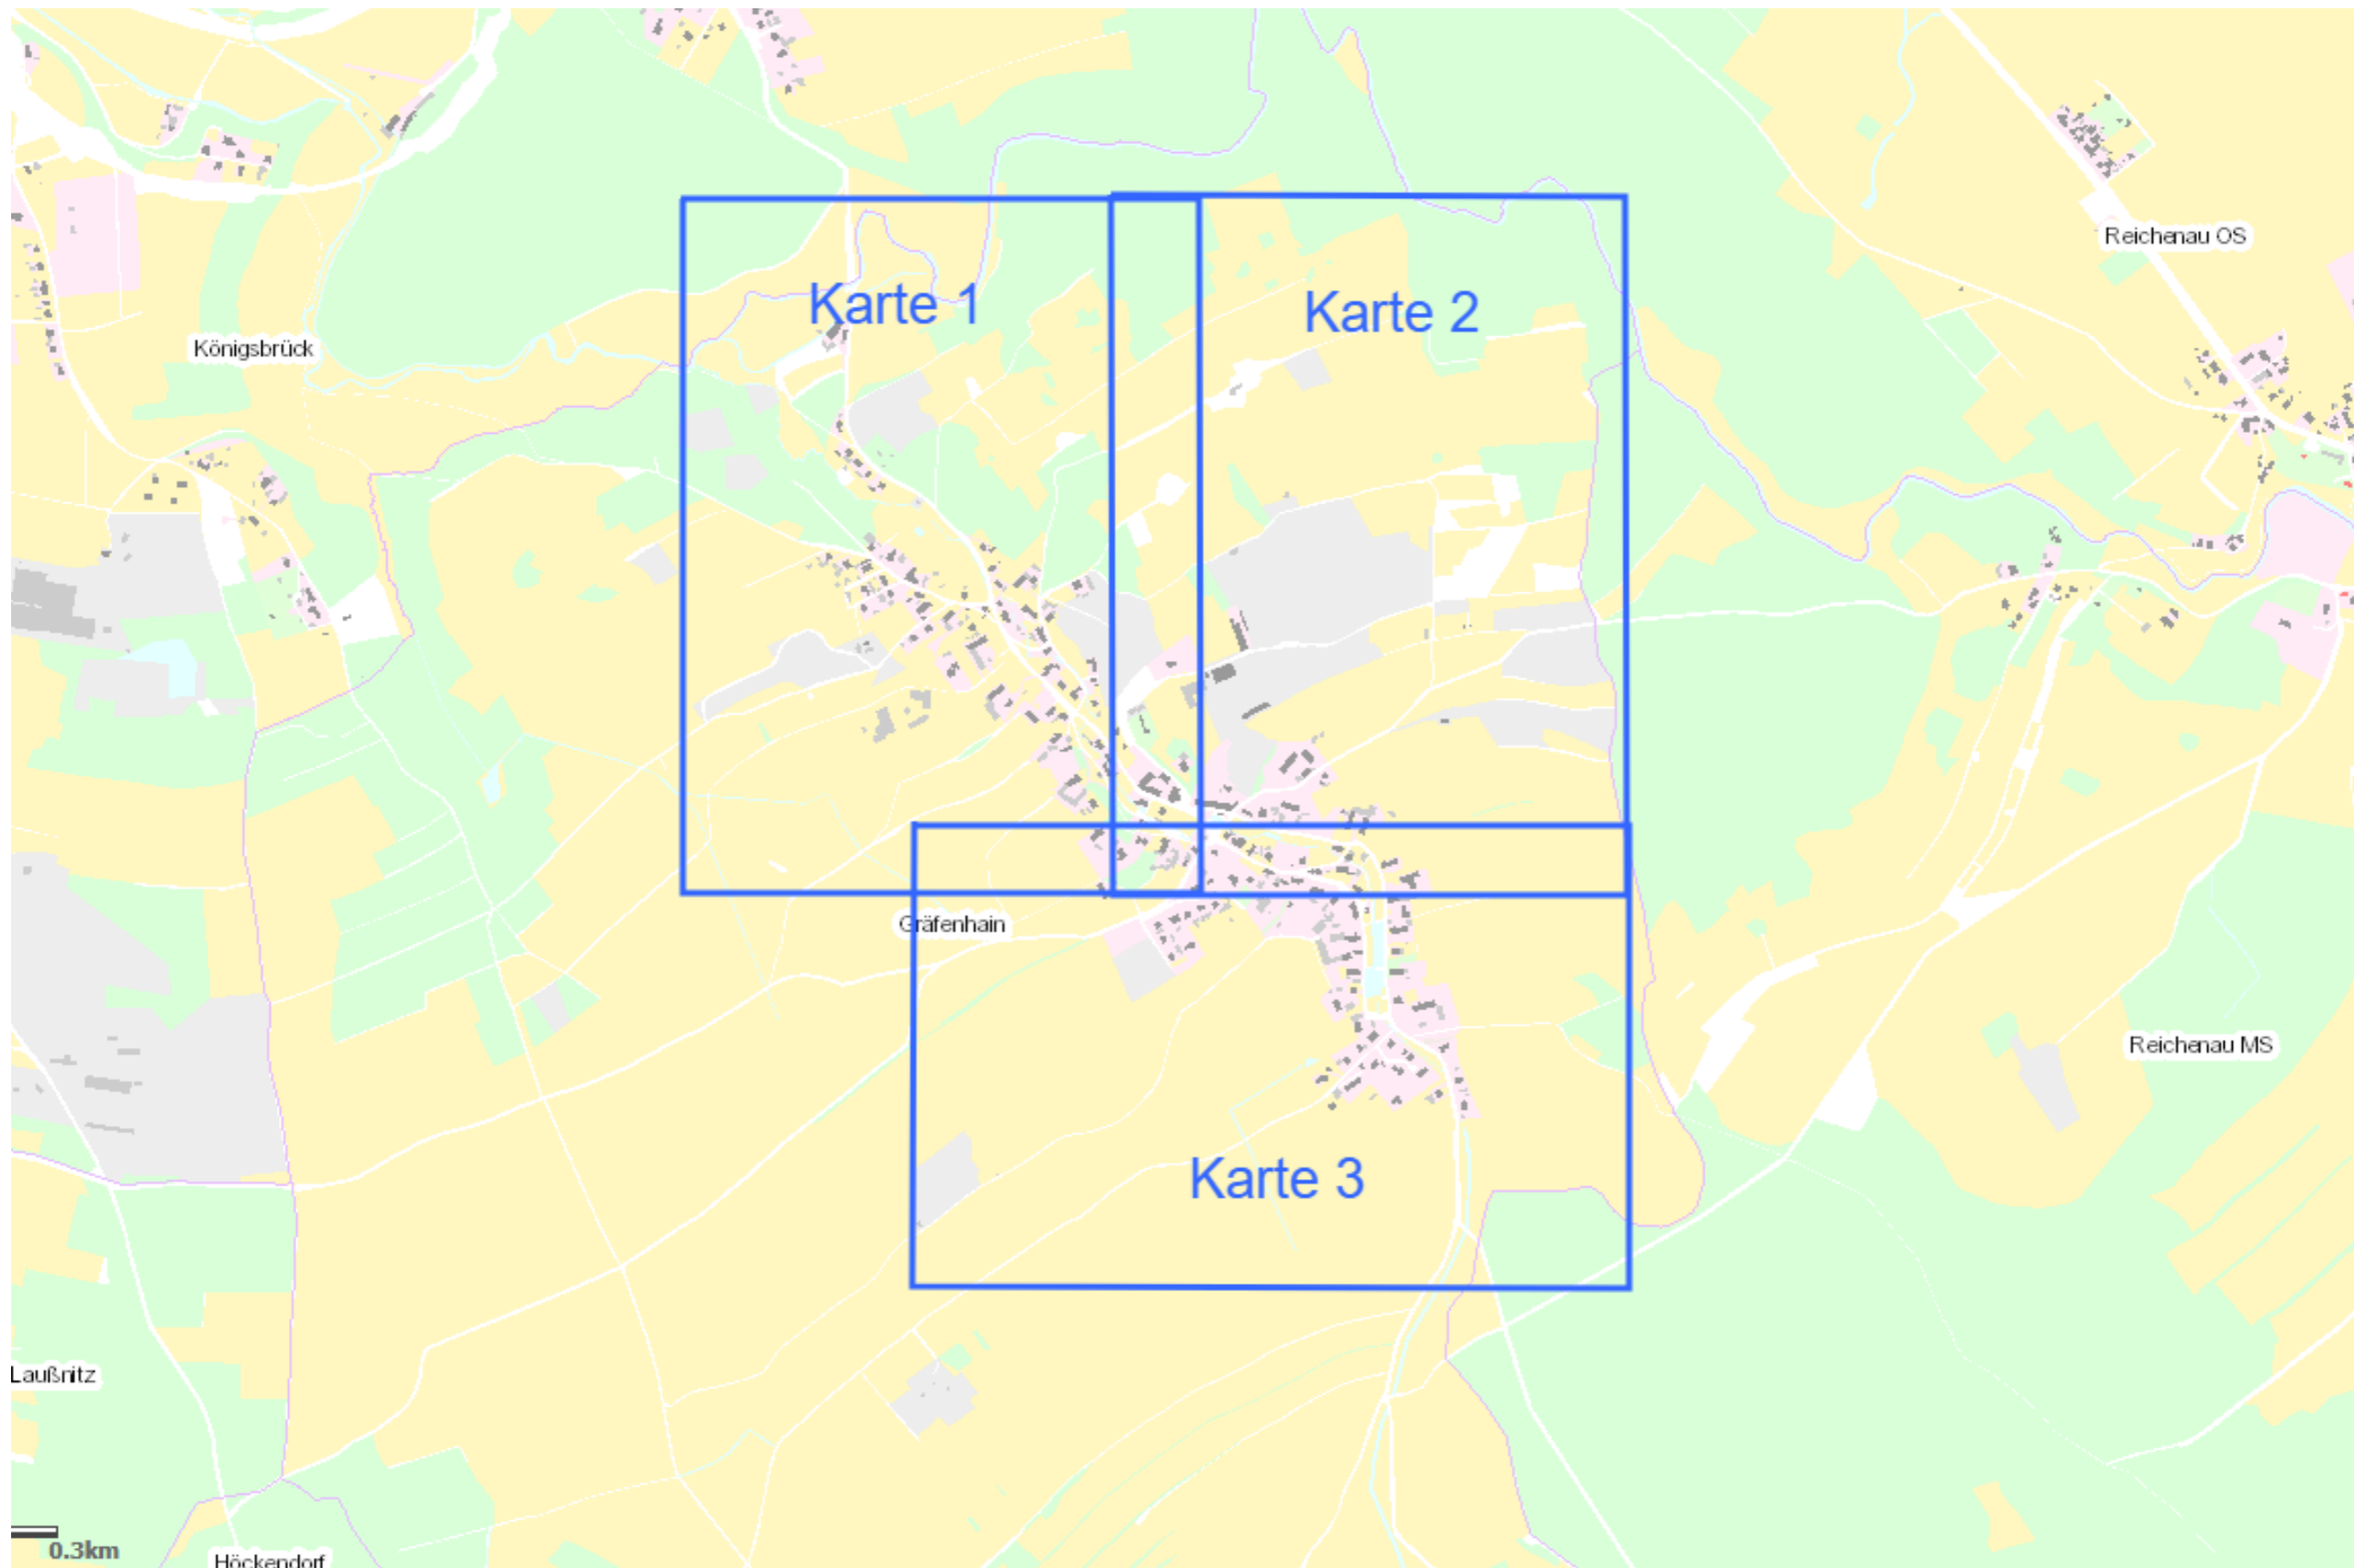 Reichenau OS
Karte 1
Karte 2
Königsbrück
Gräfenhain
Reichenau MS
Karte 3
Laußnitz
0.3km
Höckendorf